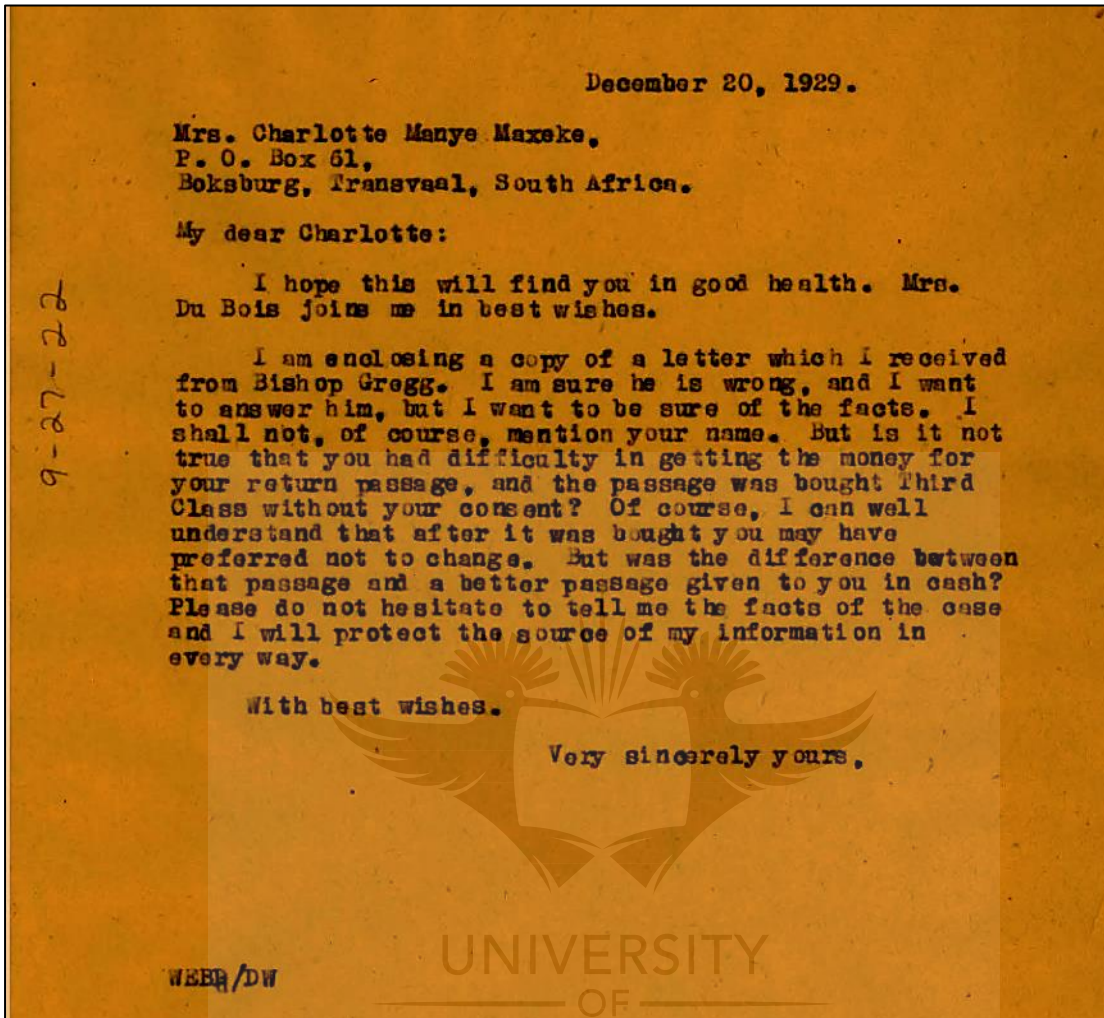 December 20, 1929.
Mrs. Charlotte Manye Maxeke,
P. O. Box 61,
Boksburg, Transvaal, South Africa.
My dear Charlotte:
I hope this will find you in good health. Mrs.
Du Bois joins me in best wishes.
I am enclosing a copy of a letter which I received
from Bishop Gregg. I am sure he is wrong, and I want
to answer him, but I want to be sure of the facts. I
shall not, of course, mention your name. But is it not
true that you had difficulty in getting the money for
your return passage, and the passage was bought Third
Class without your consent? Of course, I can well
understand that after it was bought you may have
preferred not to change. But was the difference between
that passage and a better passage given to you in cash?
Please do not hesitate to tell me the facts of the case
and I will protect the source of my information in
every way.
With best wishes.
Very sincerely yours,
WEBD/DW
9-27-22
UNIVERSITY
OF